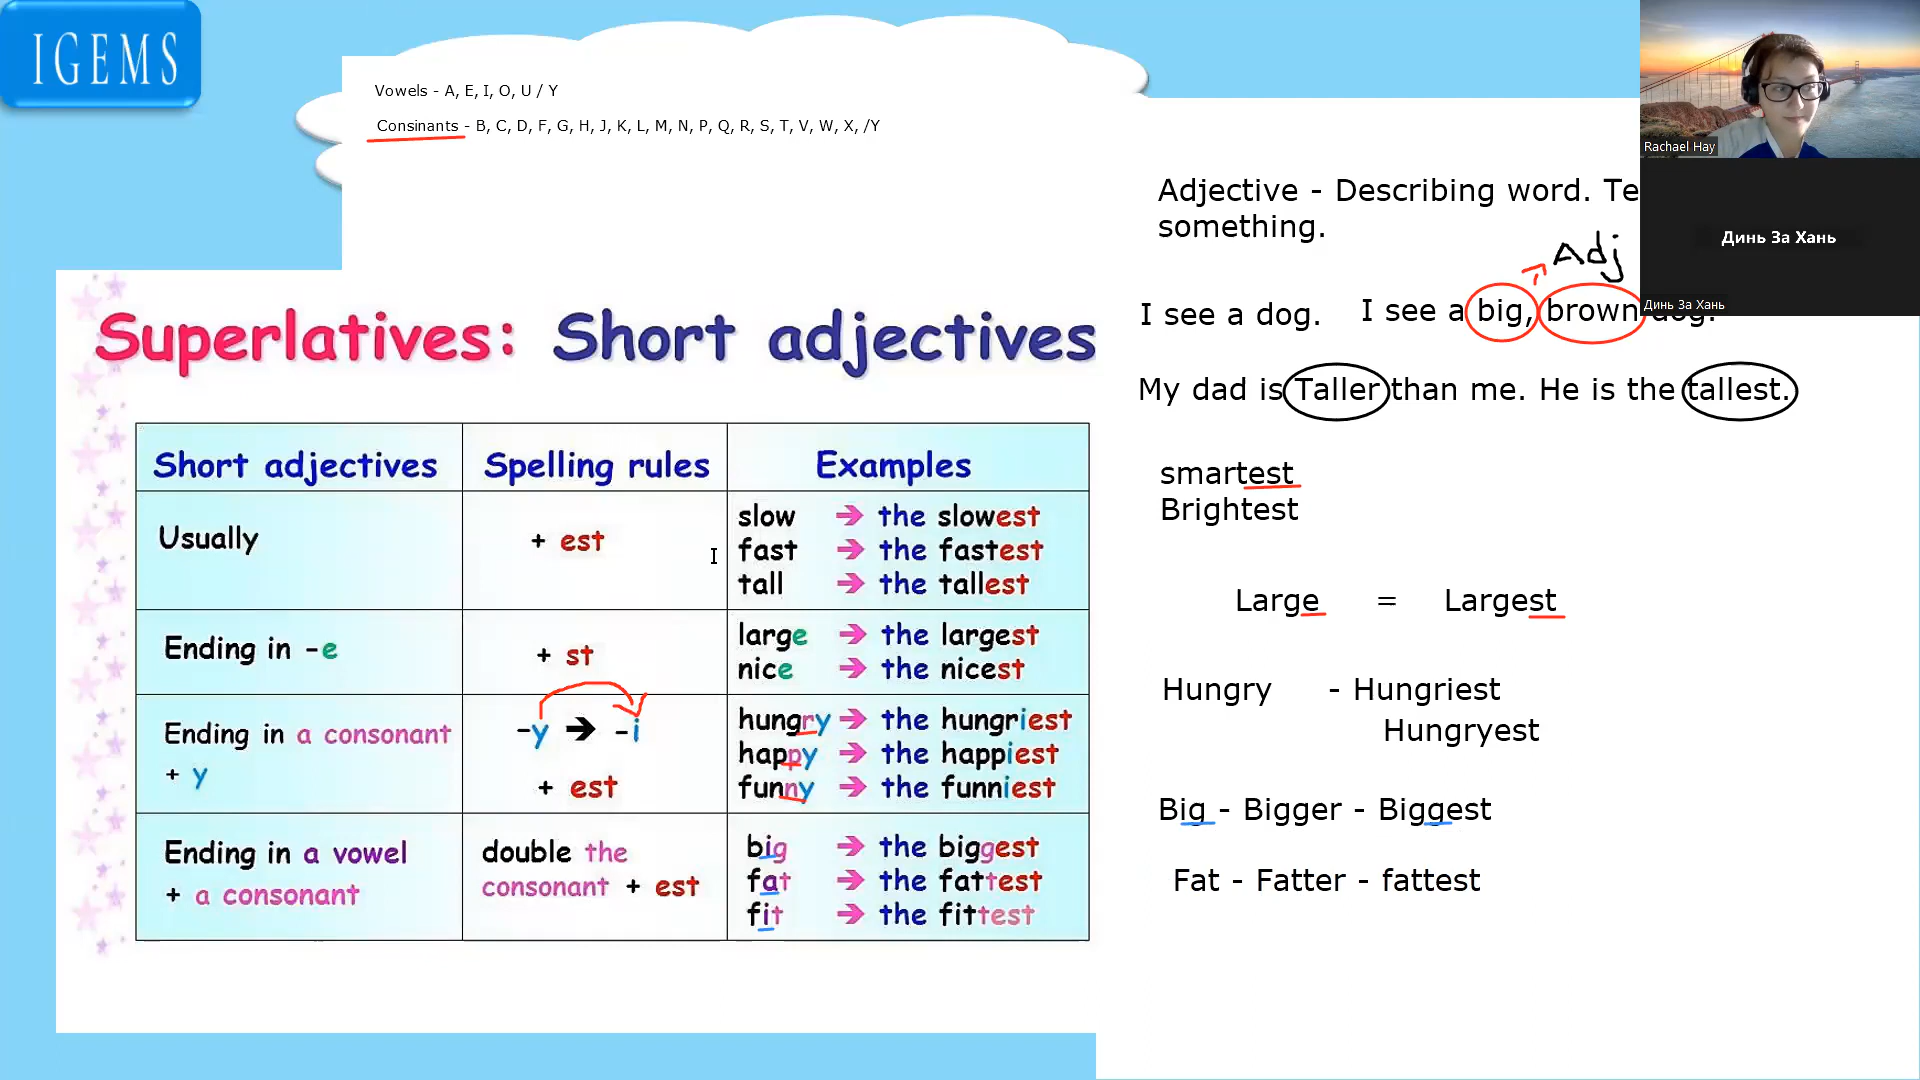 IGEMS
Vowels - A, E, I, O, U / Y
Consinants - B, C, D, F, G, H, J, K, L, M, N, P, Q, R, S, T, V, W, X, /Y
Rachael Hay
Динь За Хань
Динь За Хань
Adjective - Describing word. Te
something.
Adj
I see a dog. I see a big, brown dog.
My dad is Taller than me. He is the tallest.
smartest
Brightest
Large = Largest
Hungry - Hungriest
Hungryest
Big - Bigger - Biggest
Fat - Fatter - fattest
Superlatives: Short adjectives
Short adjectives Spelling rules Examples
Usually + est
slow ➔ the slowest
fast ➔ the fastest
tall ➔ the tallest
Ending in -e + st
large ➔ the largest
nice ➔ the nicest
Ending in a consonant
+ y
-y ➔ -i
+ est
hungry ➔ the hungriest
happy ➔ the happiest
funny ➔ the funniest
Ending in a vowel
+ a consonant
double the
consonant + est
big ➔ the biggest
fat ➔ the fattest
fit ➔ the fittest